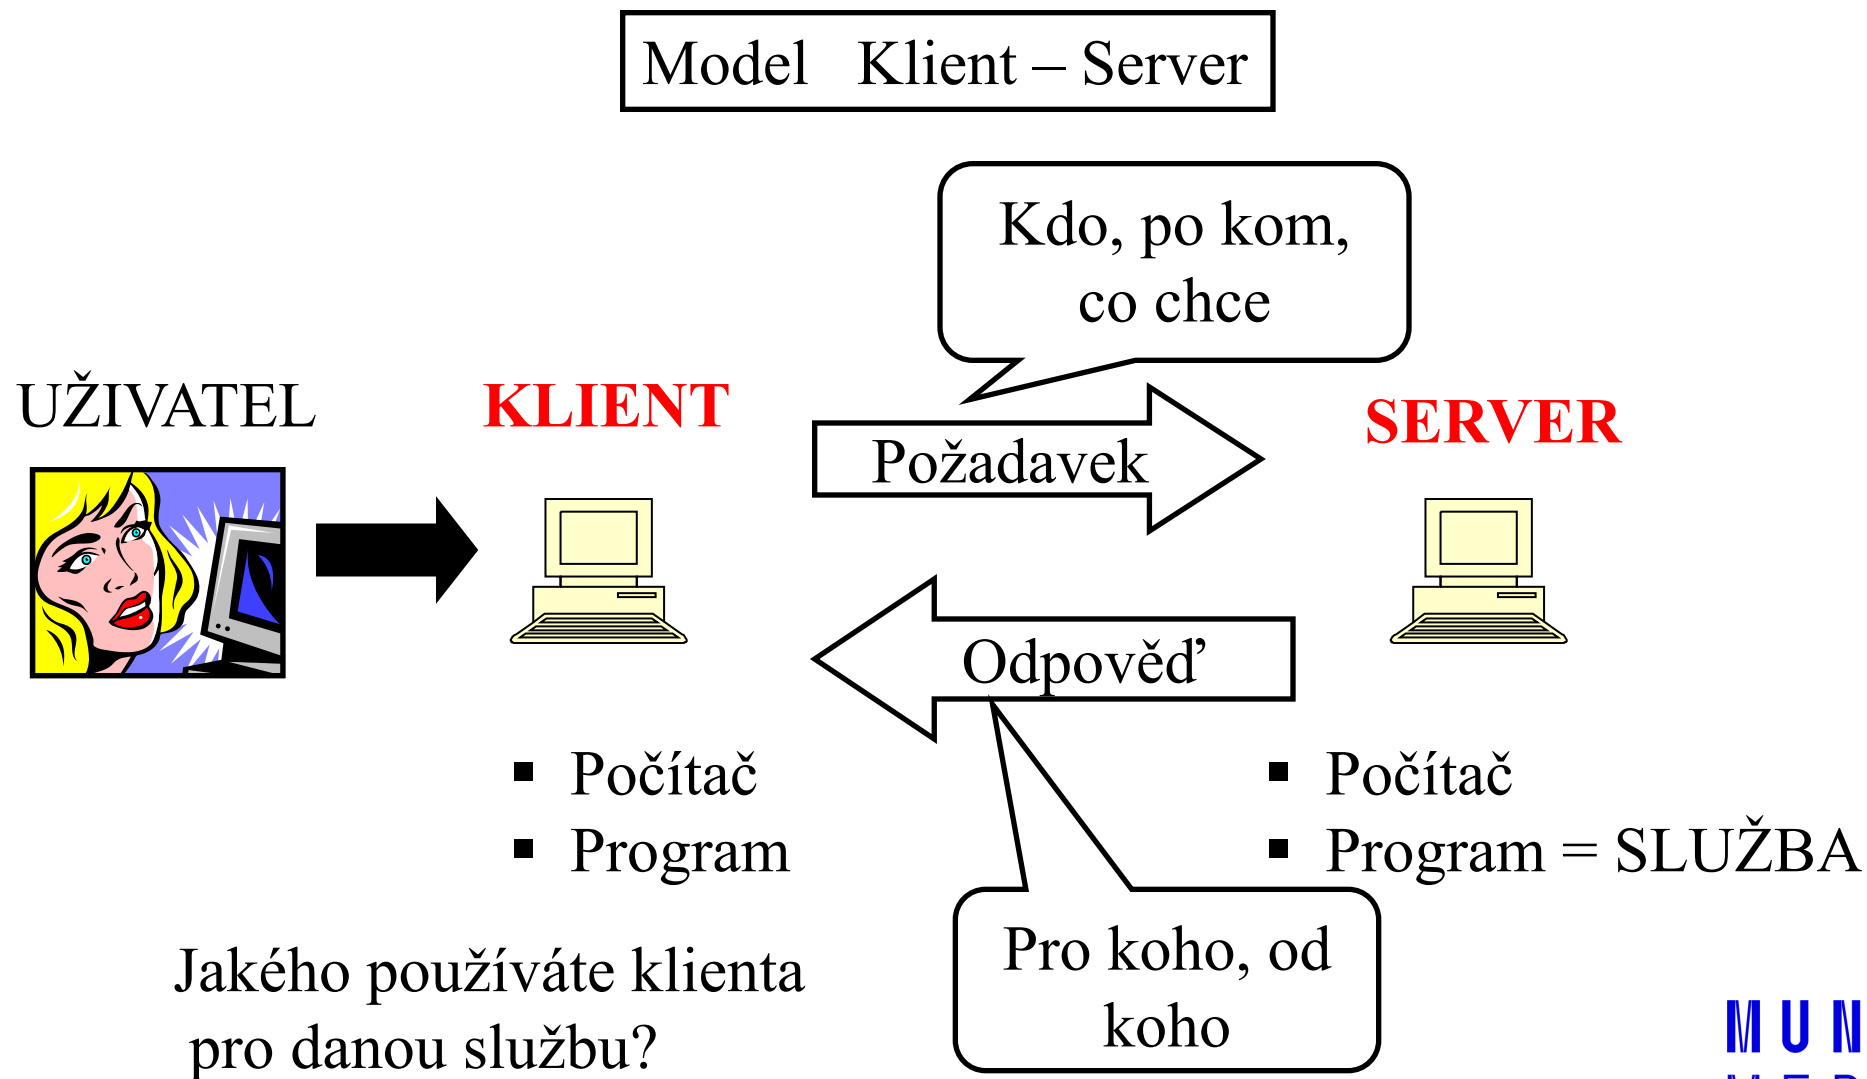 Model Klient – Server
Kdo, po kom,
co chce
UŽIVATEL
KLIENT
Požadavek
SERVER
Odpověď
▪ Počítač
▪ Program
▪ Počítač
▪ Program = SLUŽBA
Pro koho, od
koho
Jakého používáte klienta
pro danou službu?
MUN